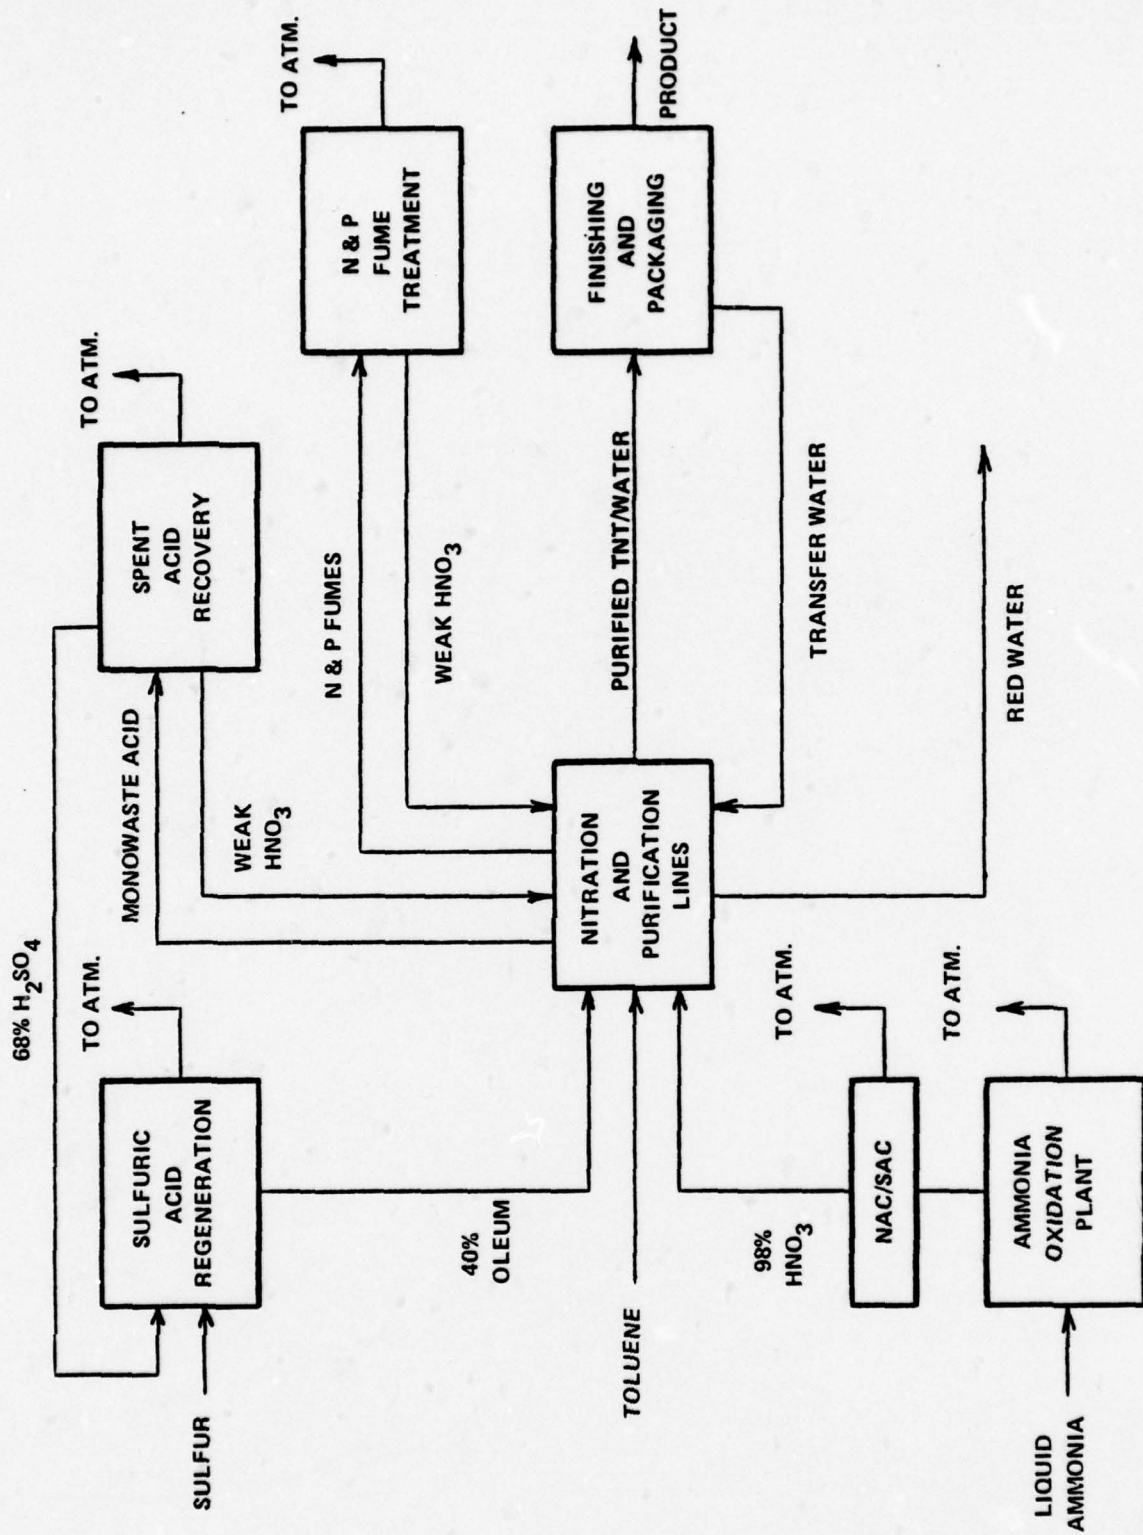 68% H2SO4
TO ATM.
TO ATM.
SULFURIC
ACID
REGENERATION
SULFUR
MONOWASTE ACID
SPENT
ACID
RECOVERY
WEAK
HNO3
TO ATM.
N & P FUMES
N & P
FUME
TREATMENT
WEAK HNO3
40%
OLEUM
TOLUENE
NITRATION
AND
PURIFICATION
LINES
PURIFIED TNT/WATER
FINISHING
AND
PACKAGING
PRODUCT
TRANSFER WATER
98%
HNO3
TO ATM.
NAC/SAC
RED WATER
TO ATM.
AMMONIA
OXIDATION
PLANT
LIQUID
AMMONIA